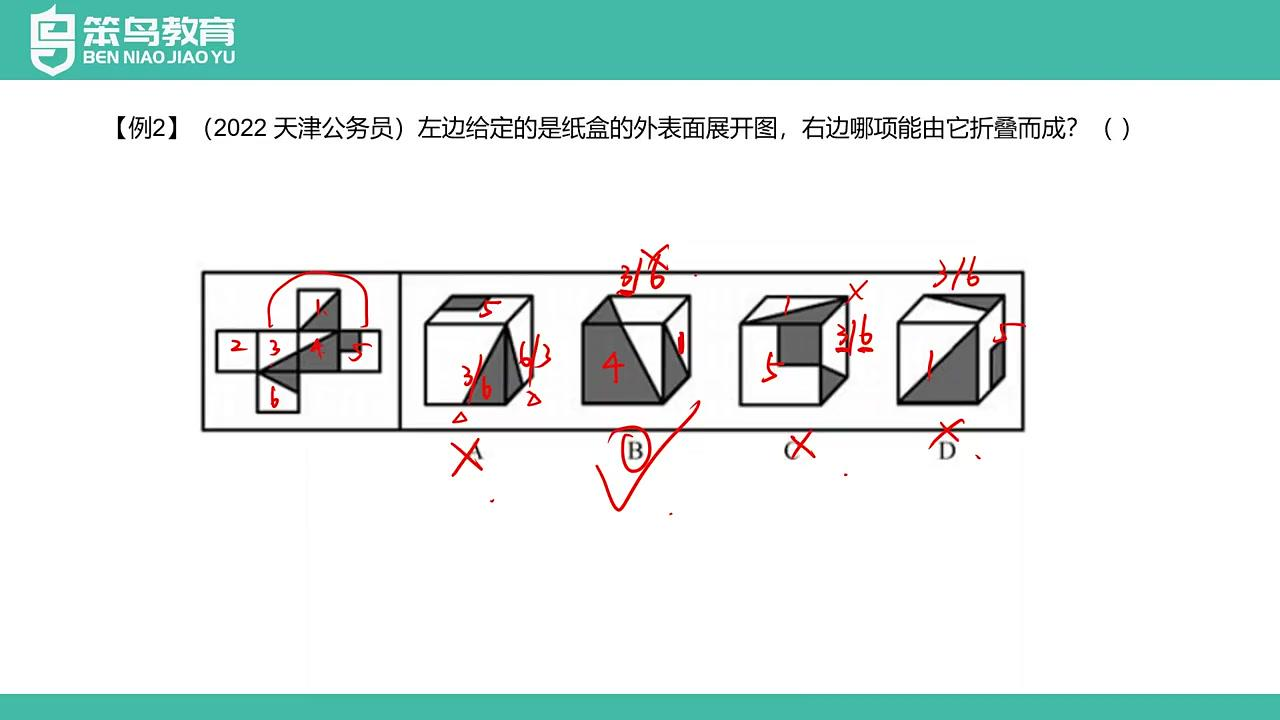 笨鸟教育
BEN NIAO JIAO YU
【例2】（2022 天津公务员）左边给定的是纸盒的外表面展开图，右边哪项能由它折叠而成？（ ）
1
2 3 4 5
6
5
3/6
6/3
A
3/6
4
1
B
1
5
3/6
C
3/6
1
5
D